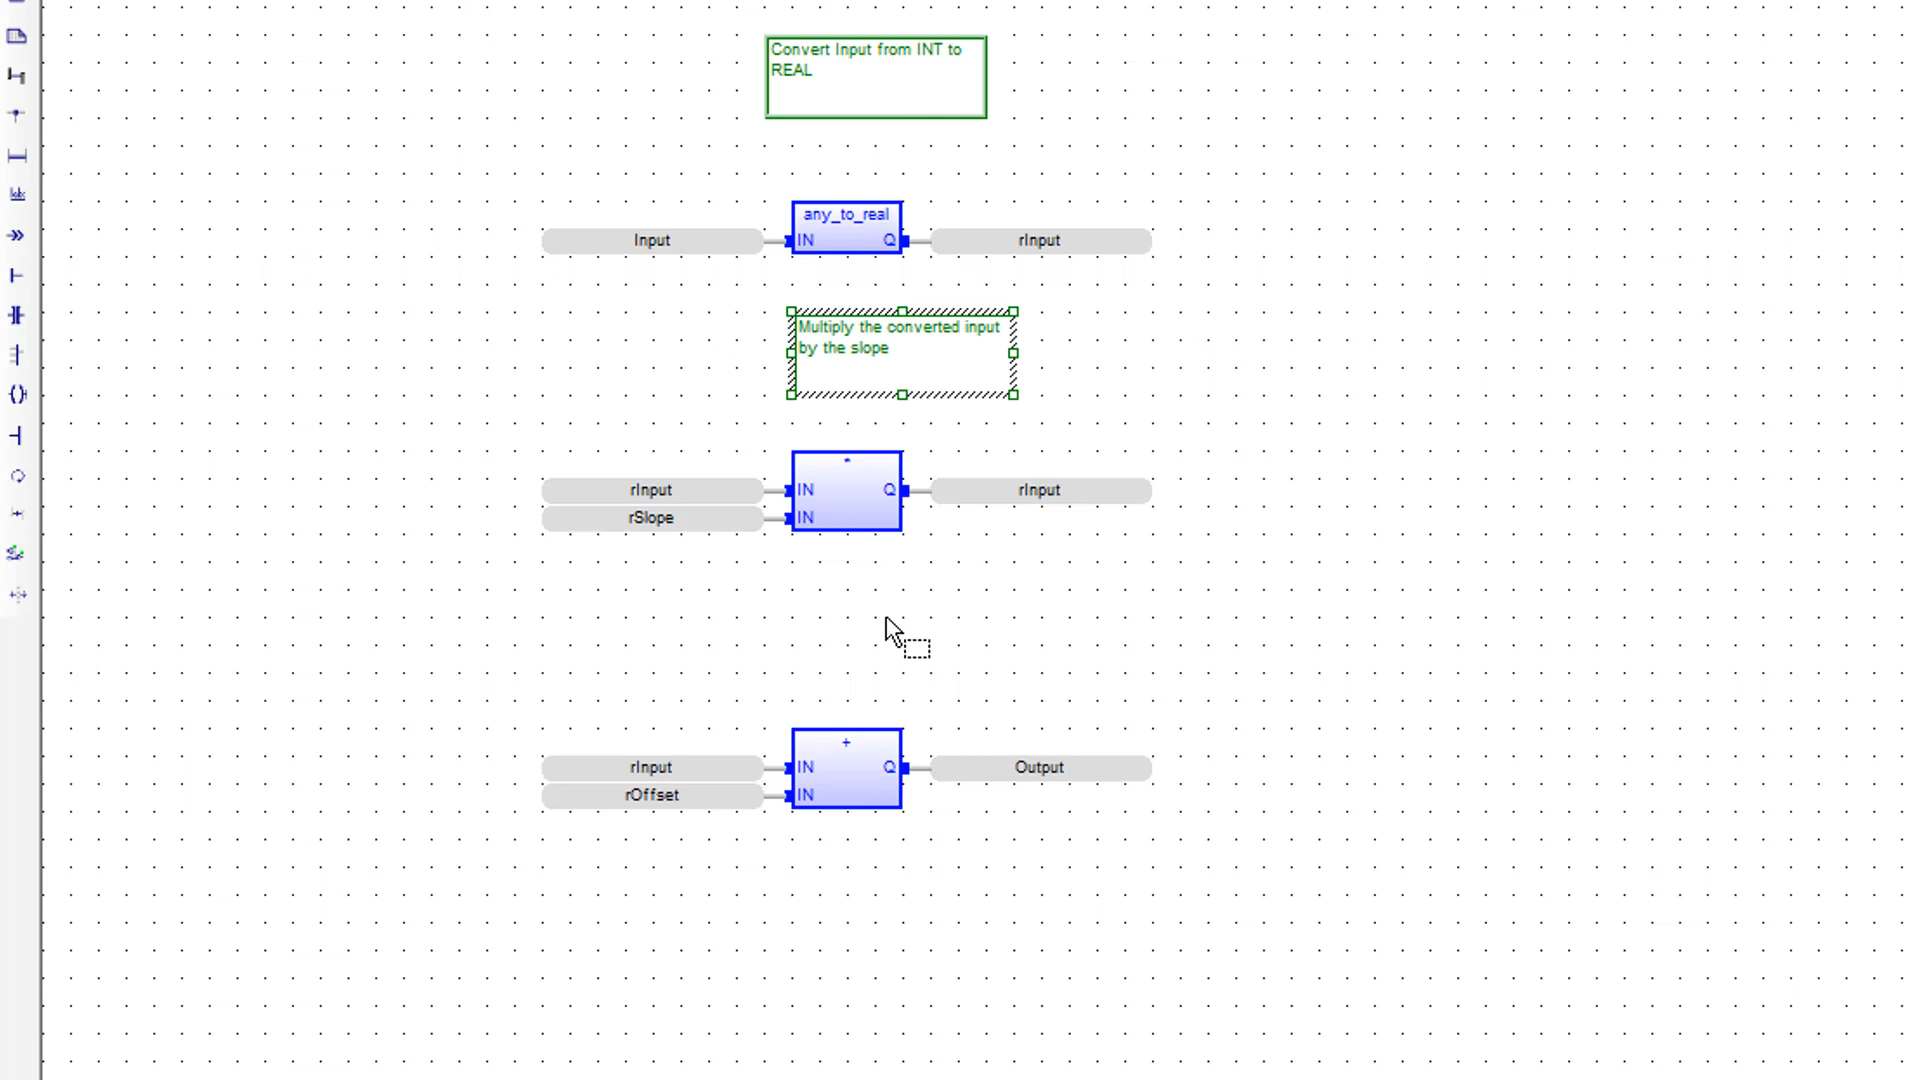 Convert Input from INT to
REAL
any_to_real
Input IN Q rInput
Multiply the converted input
by the slope
*
rInput IN Q rInput
rSlope IN
+
rInput IN Q Output
rOffset IN